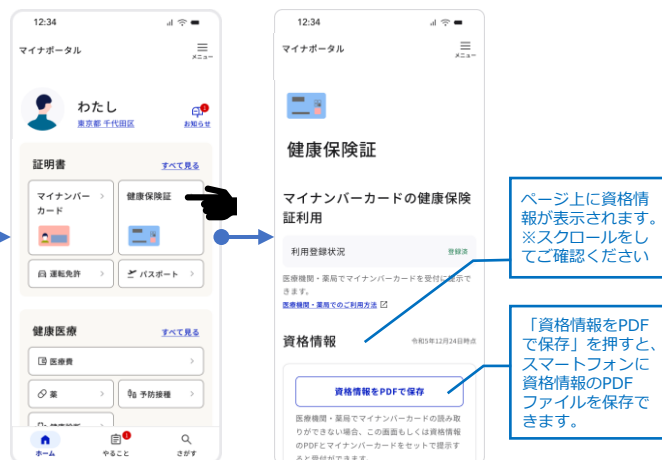 12:34
マイナポータル
メニュー
わたし
東京都 千代田区
1
お知らせ
証明書
すべて見る
マイナンバー
カード
健康保険証
運転免許
パスポート
健康医療
すべて見る
医療費
薬
予防接種
1
ホーム
やること
さがす
12:34
マイナポータル
メニュー
健康保険証
マイナンバーカードの健康保険
証利用
利用登録状況
登録済
医療機関・薬局でマイナンバーカードを受付に提示で
きます。
医療機関・薬局でのご利用方法
資格情報
令和5年12月24日時点
資格情報をPDFで保存
医療機関・薬局でマイナンバーカードの読み取
りができない場合、この画面もしくは資格情報
のPDFとマイナンバーカードをセットで提示す
ると受付ができます。
ページ上に資格情
報が表示されます。
※スクロールをし
てご確認ください
「資格情報をPDF
で保存」を押すと、
スマートフォンに
資格情報のPDF
ファイルを保存で
きます。